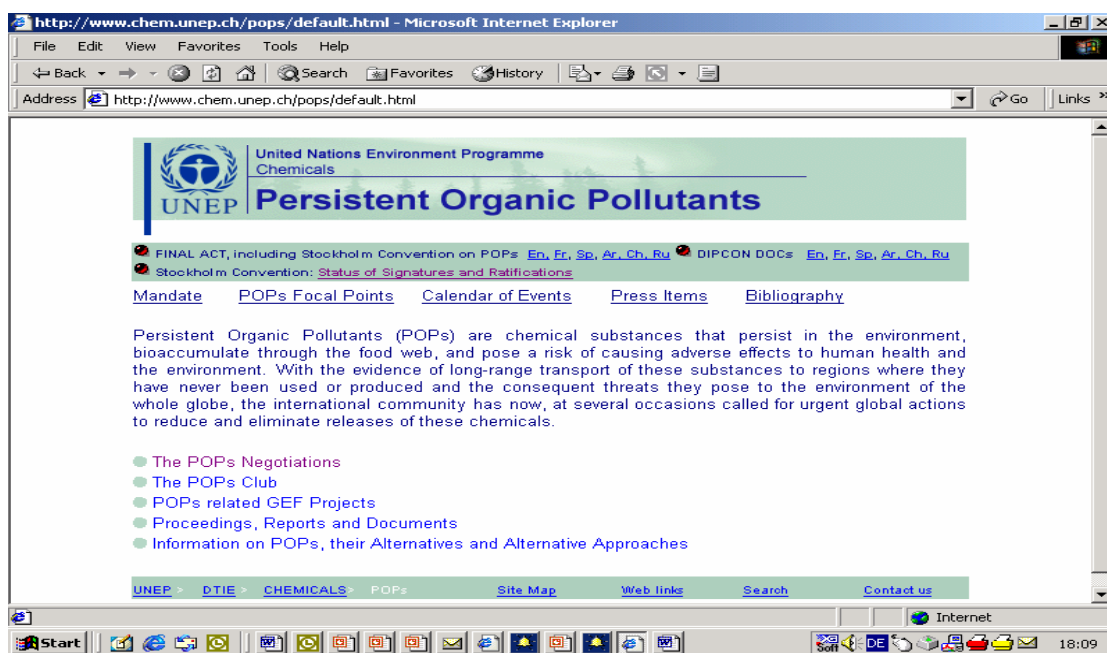 http://www.chem.unep.ch/pops/default.html - Microsoft Internet Explorer
File Edit View Favorites Tools Help
Back Search Favorites History
Address http://www.chem.unep.ch/pops/default.html Go Links »
United Nations Environment Programme
Chemicals
UNEP Persistent Organic Pollutants
FINAL ACT, including Stockholm Convention on POPs En, Fr, Sp, Ar, Ch, Ru DIPCON DOCs En, Fr, Sp, Ar, Ch, Ru
Stockholm Convention: Status of Signatures and Ratifications
Mandate POPs Focal Points Calendar of Events Press Items Bibliography
Persistent Organic Pollutants (POPs) are chemical substances that persist in the environment,
bioaccumulate through the food web, and pose a risk of causing adverse effects to human health and
the environment. With the evidence of long-range transport of these substances to regions where they
have never been used or produced and the consequent threats they pose to the environment of the
whole globe, the international community has now, at several occasions called for urgent global actions
to reduce and eliminate releases of these chemicals.
The POPs Negotiations
The POPs Club
POPs related GEF Projects
Proceedings, Reports and Documents
Information on POPs, their Alternatives and Alternative Approaches
UNEP > DTIE > CHEMICALS > POPs Site Map Web links Search Contact us
Internet
Start Soft DE 18:09